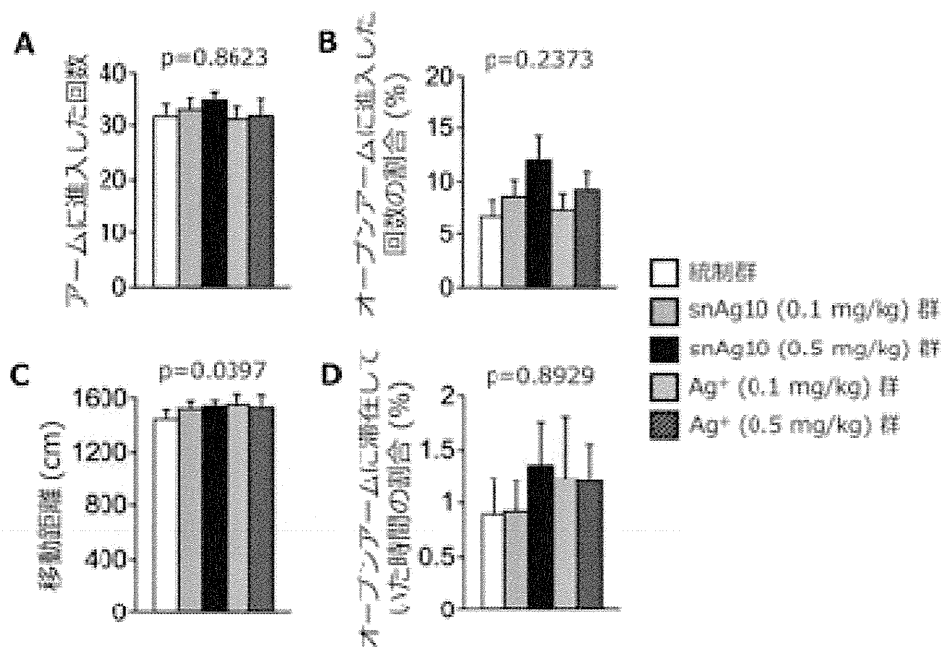 A
p=0.8623
アームに進入した回数
40
30
20
10
0
B
p=0.2373
オープンアームに進入した
回数の割合 (%)
20
15
10
5
0
C
p=0.0397
移動距離 (cm)
1600
1200
800
400
0
D
p=0.8929
オープンアームに滞在して
いた時間の割合 (%)
2
1.5
1
0.5
0
統制群
snAg10 (0.1 mg/kg) 群
snAg10 (0.5 mg/kg) 群
Ag⁺ (0.1 mg/kg) 群
Ag⁺ (0.5 mg/kg) 群